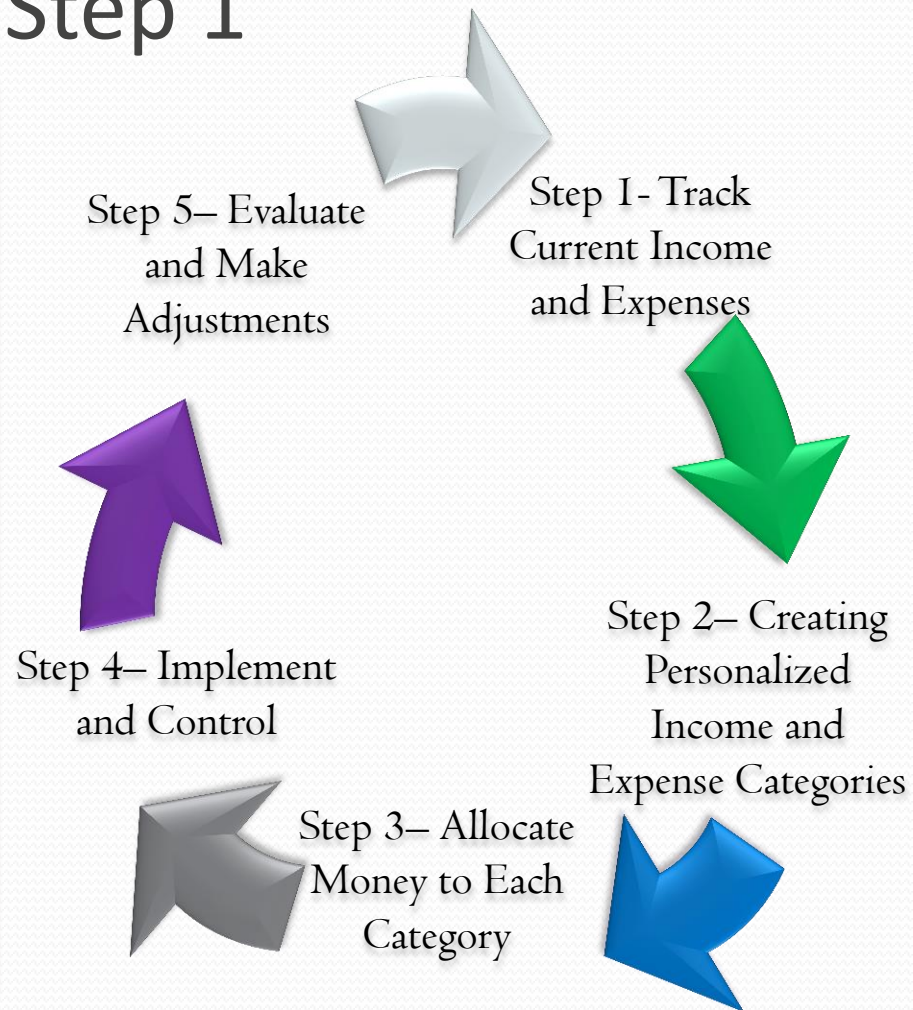 Step 1
Step 1- Track
Current Income
and Expenses
Step 2– Creating
Personalized
Income and
Expense Categories
Step 3– Allocate
Money to Each
Category
Step 4– Implement
and Control
Step 5– Evaluate
and Make
Adjustments